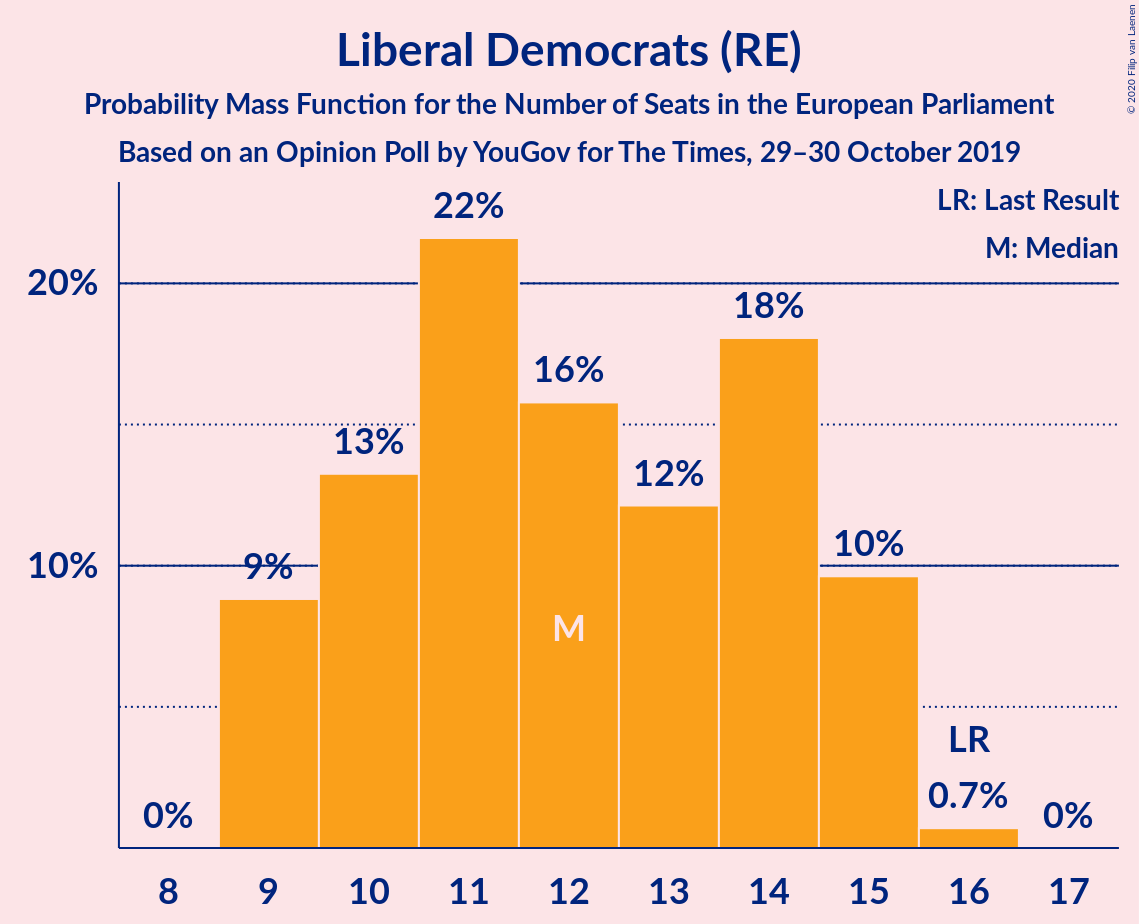 Liberal Democrats (RE)
Probability Mass Function for the Number of Seats in the European Parliament
Based on an Opinion Poll by YouGov for The Times, 29–30 October 2019
© 2020 Filip van Laenen
LR: Last Result
M: Median
20%
10%
0%
9%
13%
22%
16%
12%
18%
10%
0.7%
0%
M
LR
8 9 10 11 12 13 14 15 16 17